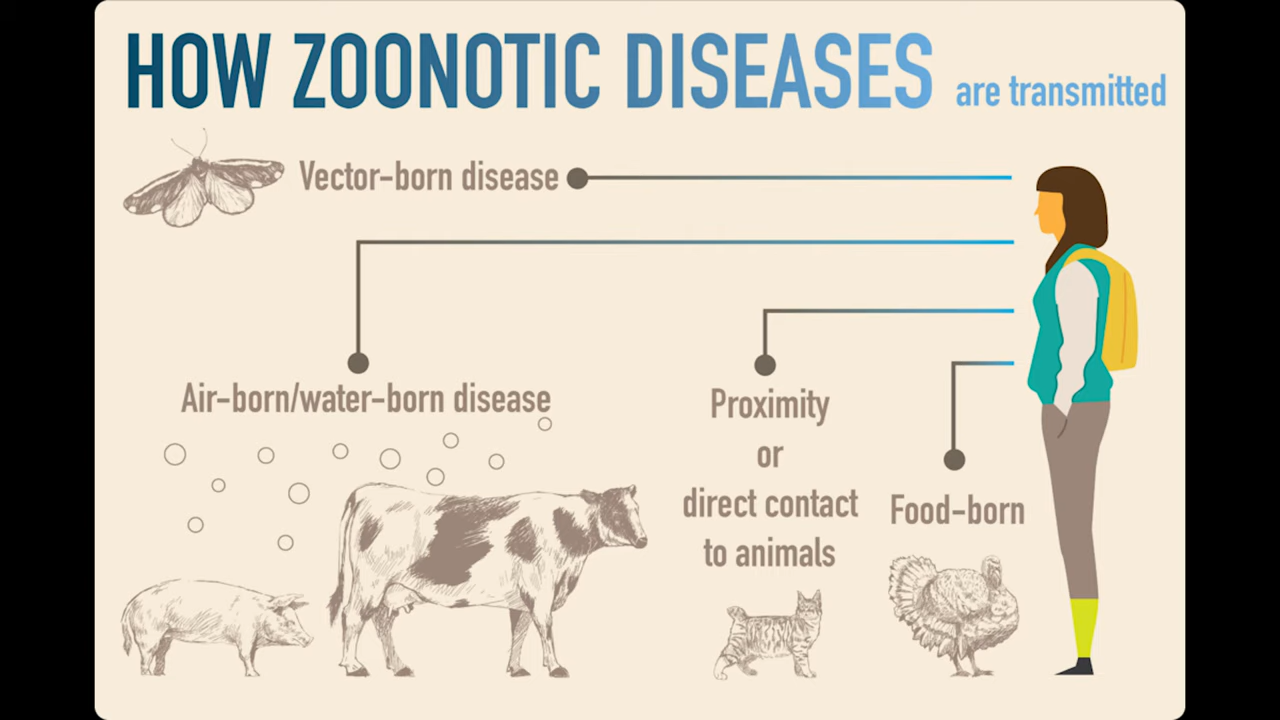 HOW ZOONOTIC DISEASES are transmitted
Vector-born disease
Air-born/water-born disease
Proximity
or
direct contact
to animals
Food-born